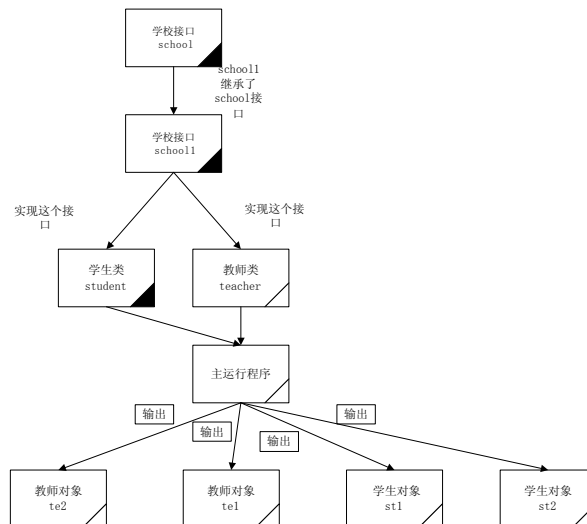 学校接口
school
school1
继承了
school接
口
学校接口
school1
实现这个接
口
实现这个接
口
学生类
student
教师类
teacher
主运行程序
输出
输出
输出
输出
教师对象
te2
教师对象
te1
学生对象
st1
学生对象
st2